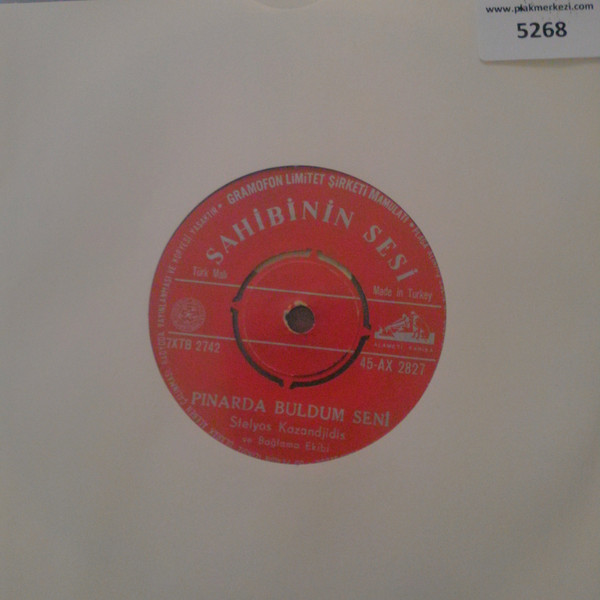 www.plakmerkezi.com
5268
GRAMOFON LİMİTET ŞİRKETİ MAMULATI
SAHİBİNİN SESİ
Türk Malı
Made in Turkey
7XTB 2742
45-AX 2827
PINARDA BULDUM SENİ
Stelyos Kazandjidis
ve Bağlama Ekibi